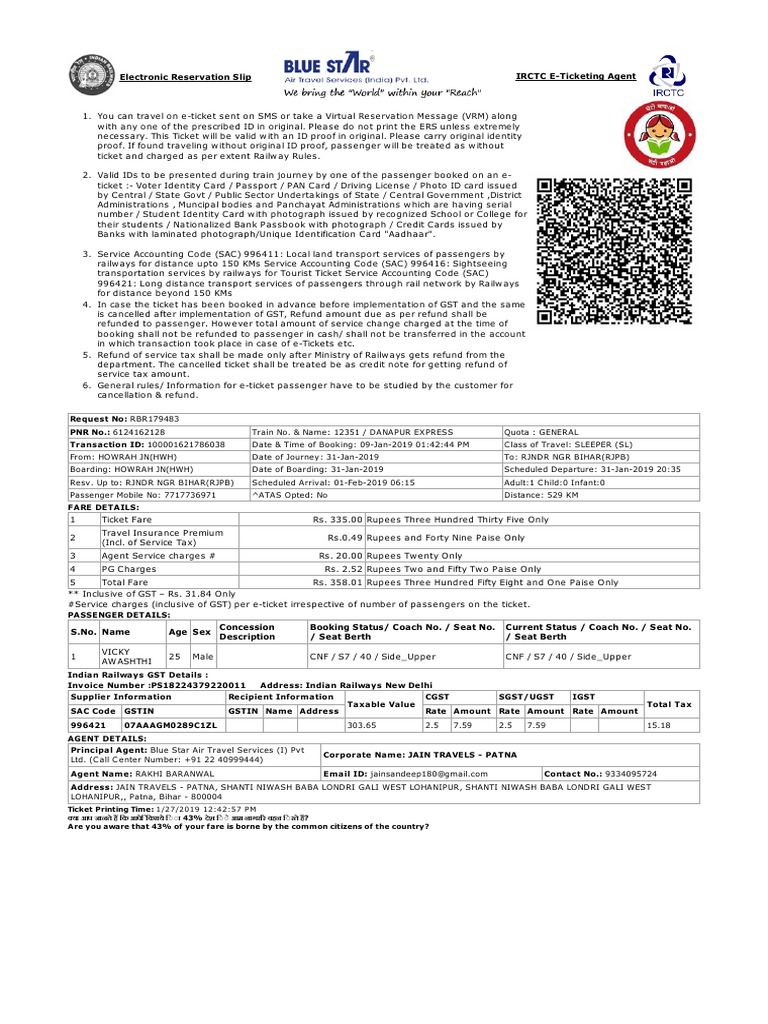 Electronic Reservation Slip
BLUE STAR®
Air Travel Services (India) Pvt. Ltd.
We bring the "World" within your "Reach"
IRCTC E-Ticketing Agent
IRCTC
1. You can travel on e-ticket sent on SMS or take a Virtual Reservation Message (VRM) along
with any one of the prescribed ID in original. Please do not print the ERS unless extremely
necessary. This Ticket will be valid with an ID proof in original. Please carry original identity
proof. If found traveling without original ID proof, passenger will be treated as without
ticket and charged as per extent Railway Rules.
2. Valid IDs to be presented during train journey by one of the passenger booked on an e-
ticket :- Voter Identity Card / Passport / PAN Card / Driving License / Photo ID card issued
by Central / State Govt / Public Sector Undertakings of State / Central Government ,District
Administrations , Muncipal bodies and Panchayat Administrations which are having serial
number / Student Identity Card with photograph issued by recognized School or College for
their students / Nationalized Bank Passbook with photograph / Credit Cards issued by
Banks with laminated photograph/Unique Identification Card "Aadhaar".
3. Service Accounting Code (SAC) 996411: Local land transport services of passengers by
railways for distance upto 150 KMs Service Accounting Code (SAC) 996416: Sightseeing
transportation services by railways for Tourist Ticket Service Accounting Code (SAC)
996421: Long distance transport services of passengers through rail network by Railways
for distance beyond 150 KMs
4. In case the ticket has been booked in advance before implementation of GST and the same
is cancelled after implementation of GST, Refund amount due as per refund shall be
refunded to passenger. However total amount of service change charged at the time of
booking shall not be refunded to passenger in cash/ shall not be transferred in the account
in which transaction took place in case of e-Tickets etc.
5. Refund of service tax shall be made only after Ministry of Railways gets refund from the
department. The cancelled ticket shall be treated be as credit note for getting refund of
service tax amount.
6. General rules/ Information for e-ticket passenger have to be studied by the customer for
cancellation & refund.
Request No: RBR179483
PNR No.: 6124162128 Train No. & Name: 12351 / DANAPUR EXPRESS Quota : GENERAL
Transaction ID: 100001621786038 Date & Time of Booking: 09-Jan-2019 01:42:44 PM Class of Travel: SLEEPER (SL)
From: HOWRAH JN(HWH) Date of Journey: 31-Jan-2019 To: RJNDR NGR BIHAR(RJPB)
Boarding: HOWRAH JN(HWH) Date of Boarding: 31-Jan-2019 Scheduled Departure: 31-Jan-2019 20:35
Resv. Up to: RJNDR NGR BIHAR(RJPB) Scheduled Arrival: 01-Feb-2019 06:15 Adult:1 Child:0 Infant:0
Passenger Mobile No: 7717736971 ^ATAS Opted: No Distance: 529 KM
FARE DETAILS:
1 Ticket Fare Rs. 335.00 Rupees Three Hundred Thirty Five Only
2 Travel Insurance Premium (Incl. of Service Tax) Rs.0.49 Rupees and Forty Nine Paise Only
3 Agent Service charges # Rs. 20.00 Rupees Twenty Only
4 PG Charges Rs. 2.52 Rupees Two and Fifty Two Paise Only
5 Total Fare Rs. 358.01 Rupees Three Hundred Fifty Eight and One Paise Only
** Inclusive of GST – Rs. 31.84 Only
#Service charges (inclusive of GST) per e-ticket irrespective of number of passengers on the ticket.
PASSENGER DETAILS:
S.No. Name Age Sex Concession Description Booking Status/ Coach No. / Seat No. / Seat Berth Current Status / Coach No. / Seat No. / Seat Berth
1 VICKY AWASHTHI 25 Male CNF / S7 / 40 / Side_Upper CNF / S7 / 40 / Side_Upper
Indian Railways GST Details :
Invoice Number :PS18224379220011 Address: Indian Railways New Delhi
Supplier Information Recipient Information Taxable Value CGST SGST/UGST IGST Total Tax
SAC Code GSTIN GSTIN Name Address Rate Amount Rate Amount Rate Amount
996421 07AAAGM0289C1ZL 303.65 2.5 7.59 2.5 7.59 15.18
AGENT DETAILS:
Principal Agent: Blue Star Air Travel Services (I) Pvt
Ltd. (Call Center Number: +91 22 40999444)
Corporate Name: JAIN TRAVELS - PATNA
Agent Name: RAKHI BARANWAL Email ID: jainsandeep180@gmail.com Contact No.: 9334095724
Address: JAIN TRAVELS - PATNA, SHANTI NIWASH BABA LONDRI GALI WEST LOHANIPUR, SHANTI NIWASH BABA LONDRI GALI WEST
LOHANIPUR,, Patna, Bihar - 800004
Ticket Printing Time: 1/27/2019 12:42:57 PM
क्या आप जानते हैं कि 43%
Are you aware that 43% of your fare is borne by the common citizens of the country?